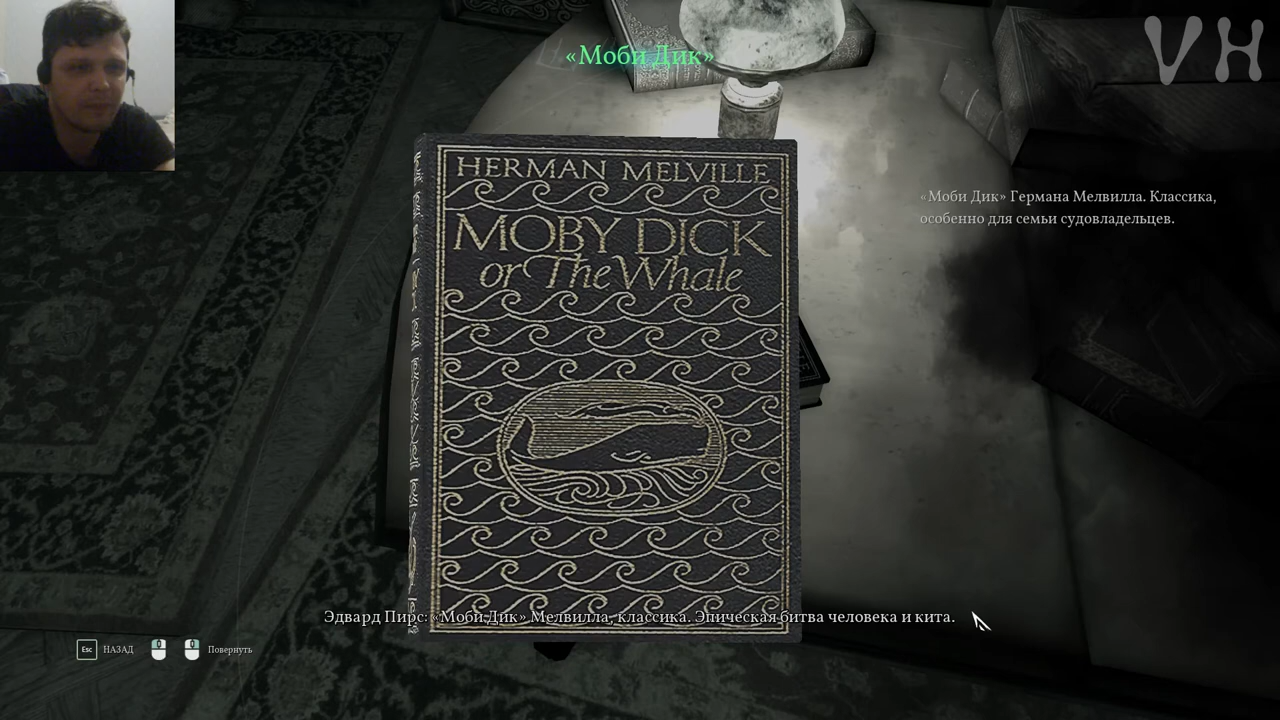 VH
«Моби Дик»
HERMAN MELVILLE
MOBY DICK
or The Whale
«Моби Дик» Германа Мелвилла. Классика,
особенно для семьи судовладельцев.
Эдвард Пирс: «Моби Дик» Мелвилла, классика. Эпическая битва человека и кита.
Esc НАЗАД Повернуть